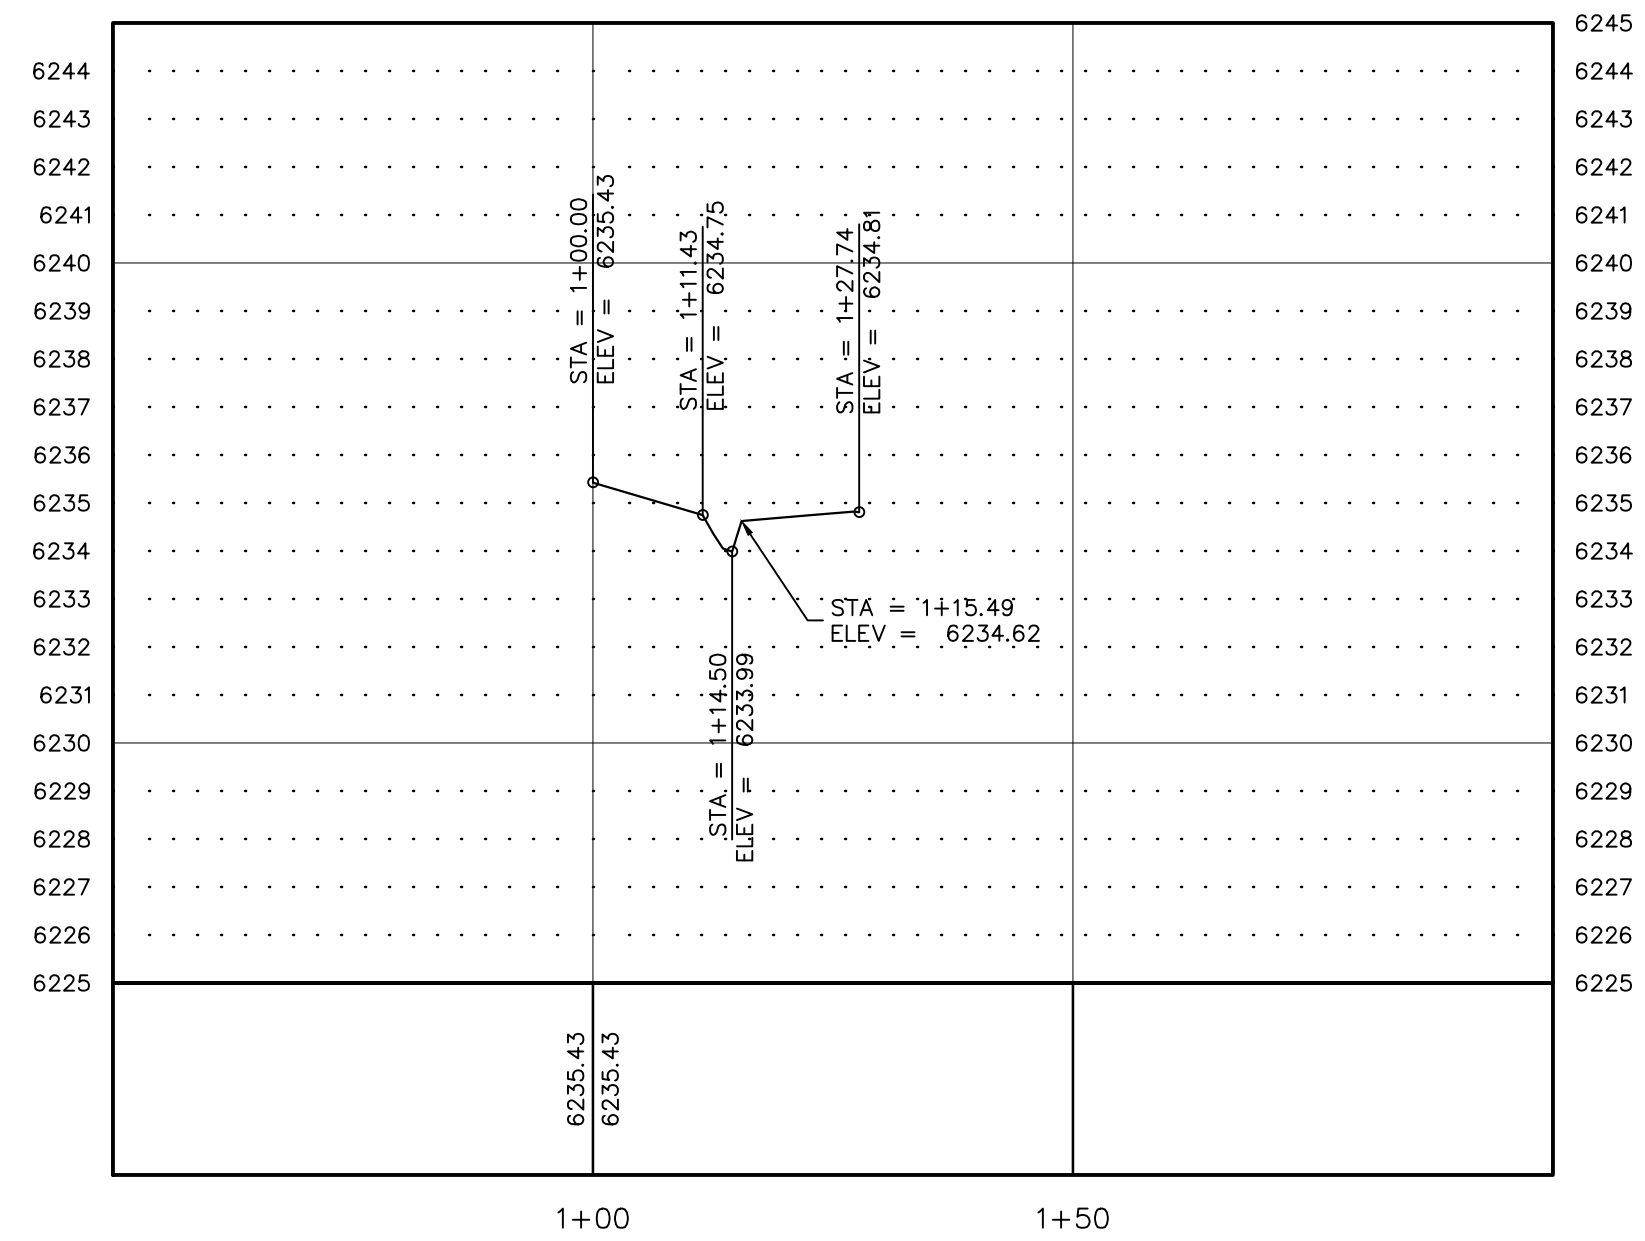 6245
6244 6244
6243 6243
6242 6242
6241 6241
6240 6240
6239 6239
6238 6238
6237 6237
6236 6236
6235
6234 6234
6233 6233
6232 6232
6231 6231
6230 6230
6229 6229
6228 6228
6227 6227
6226 6226
6225 6225
STA = 1+00.00
ELEV = 6235.43
STA = 1+11.43
ELEV = 6234.75
STA = 1+27.74
ELEV = 6234.81
STA = 1+15.49
ELEV = 6234.62
STA = 1+14.50
ELEV = 6233.99
6235.43
6235.43
1+00
1+50